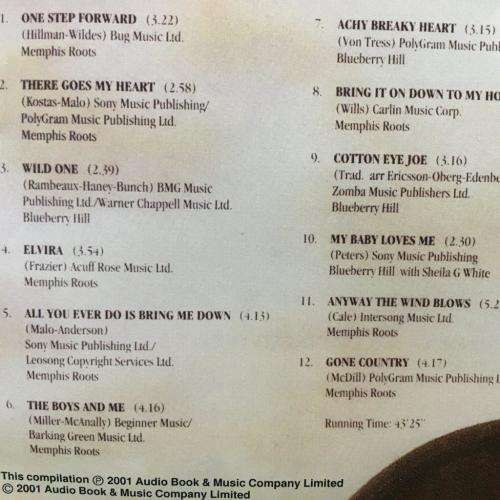 1. ONE STEP FORWARD (3.22)
(Hillman-Wildes) Bug Music Ltd.
Memphis Roots
2. THERE GOES MY HEART (2.58)
(Kostas-Malo) Sony Music Publishing/
PolyGram Music Publishing Ltd.
Memphis Roots
3. WILD ONE (2.39)
(Rambeaux-Haney-Bunch) BMG Music
Publishing Ltd./Warner Chappell Music Ltd.
Blueberry Hill
4. ELVIRA (3.54)
(Frazier) Acuff Rose Music Ltd.
Memphis Roots
5. ALL YOU EVER DO IS BRING ME DOWN (4.13)
(Malo-Anderson)
Sony Music Publishing Ltd./
Leosong Copyright Services Ltd.
Memphis Roots
6. THE BOYS AND ME (4.16)
(Miller-McAnally) Beginner Music/
Barking Green Music Ltd.
Memphis Roots
7. ACHY BREAKY HEART (3.15)
(Von Tress) PolyGram Music Publ
Blueberry Hill
8. BRING IT ON DOWN TO MY HO
(Wills) Carlin Music Corp.
Memphis Roots
9. COTTON EYE JOE (3.16)
(Trad. arr Ericsson-Oberg-Edenbe
Zomba Music Publishers Ltd.
Blueberry Hill
10. MY BABY LOVES ME (2.30)
(Peters) Sony Music Publishing
Blueberry Hill with Sheila G White
11. ANYWAY THE WIND BLOWS (5.2
(Cale) Intersong Music Ltd.
Memphis Roots
12. GONE COUNTRY (4.17)
(McDill) PolyGram Music Publishing L
Memphis Roots
Running Time: 43'25"
This compilation ℗ 2001 Audio Book & Music Company Limited
© 2001 Audio Book & Music Company Limited